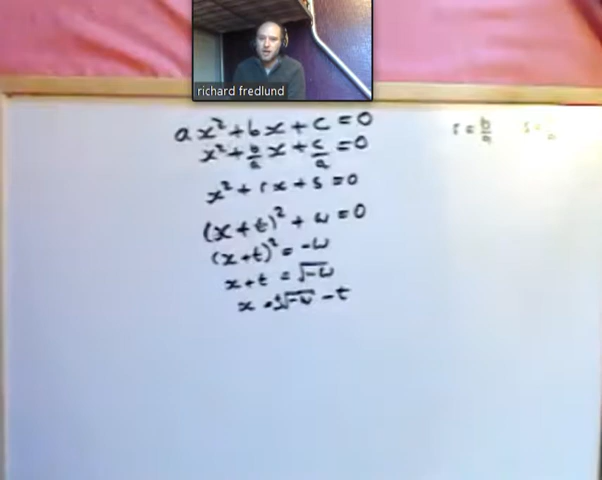 richard fredlund
ax² + bx + c = 0
x² + b/a x + c/a = 0
r = b/a
x² + rx + s = 0
(x + t)² + u = 0
(x + t)² = -u
x + t = √-u
x = ±√-u - t